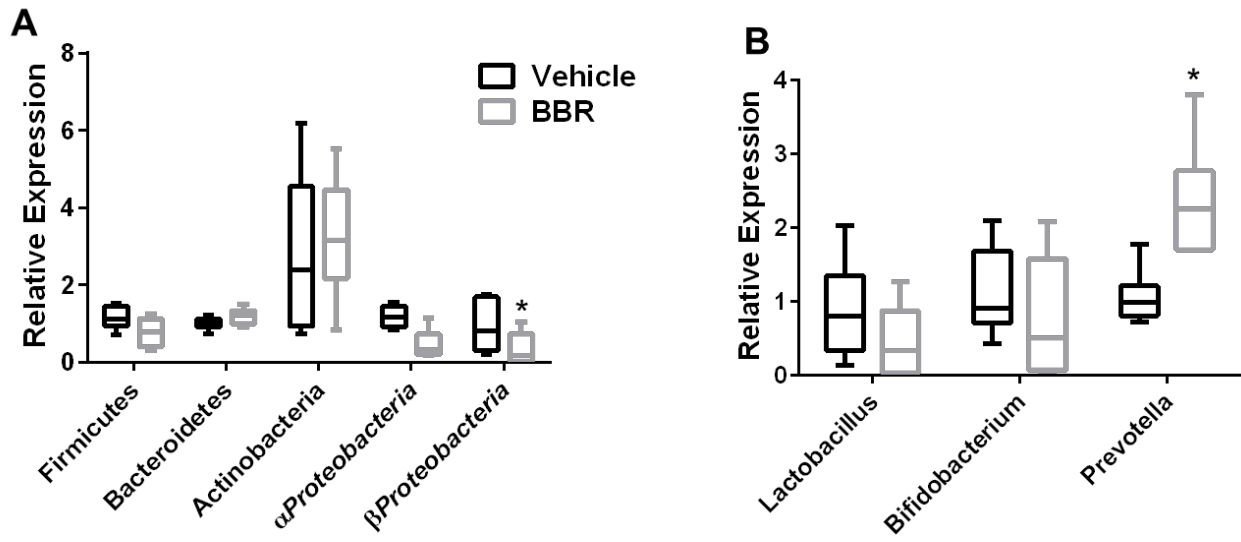 A
Relative Expression
8
6
4
2
0
Vehicle
BBR
*
Firmicutes
Bacteroidetes
Actinobacteria
αProteobacteria
βProteobacteria
B
Relative Expression
4
3
2
1
0
*
Lactobacillus
Bifidobacterium
Prevotella